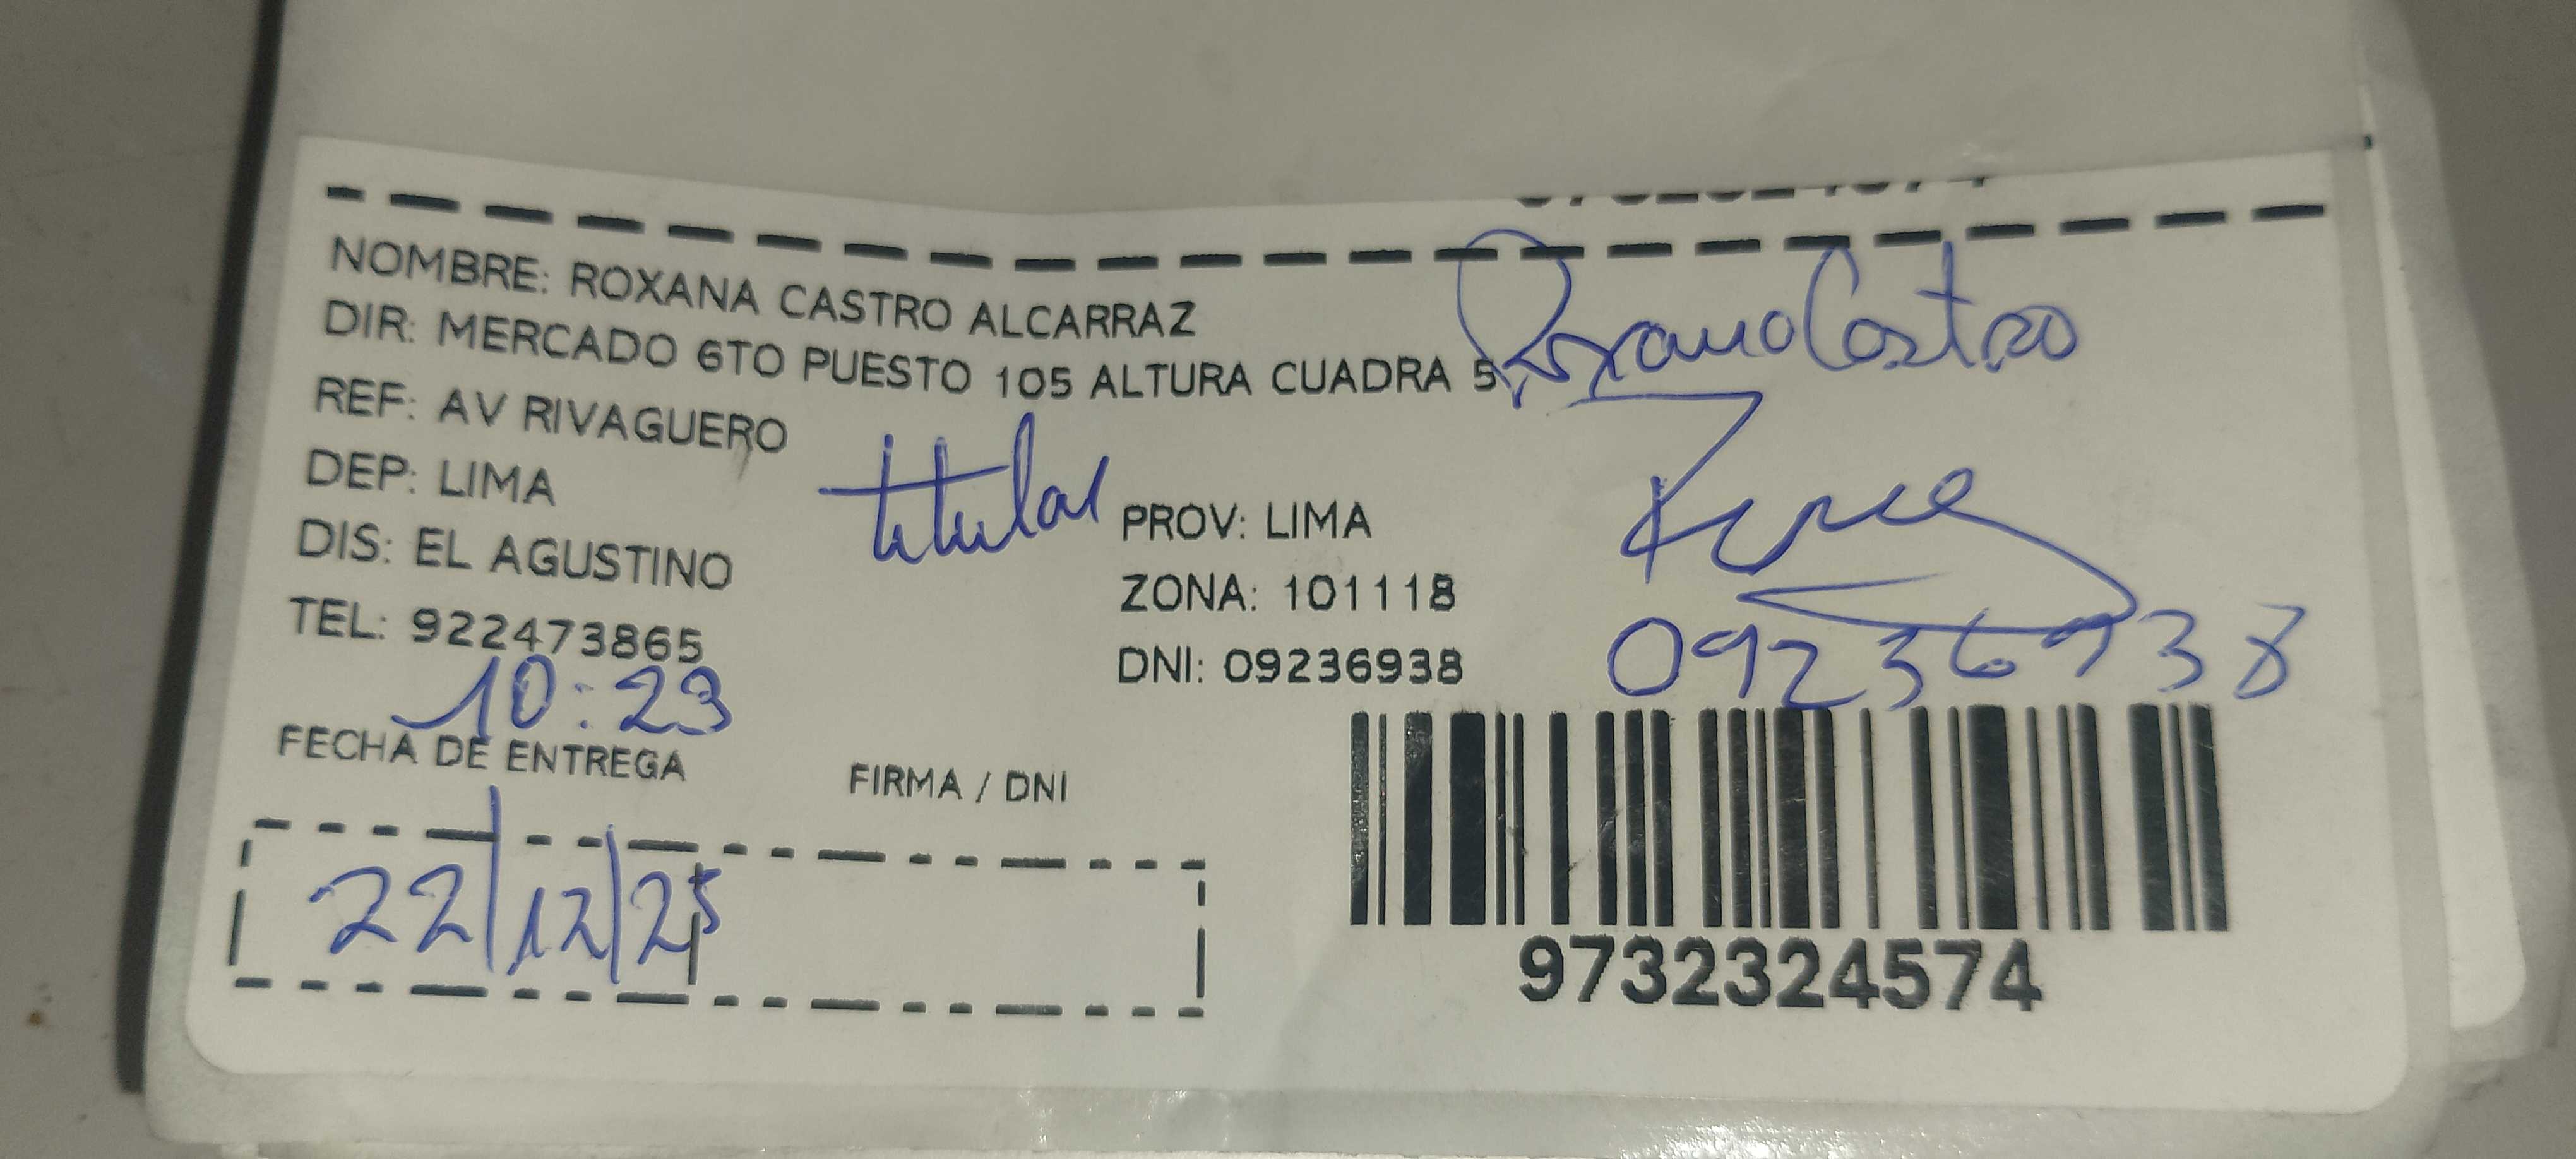 NOMBRE: ROXANA CASTRO ALCARRAZ
Roxana Castro
DIR: MERCADO 6TO PUESTO 105 ALTURA CUADRA 5
REF: AV RIVAGUERO
titular
DEP: LIMA
PROV: LIMA
DIS: EL AGUSTINO
ZONA: 101118
TEL: 922473865
DNI: 09236938
09236938
10:23
FECHA DE ENTREGA
FIRMA / DNI
22/12/25
9732324574